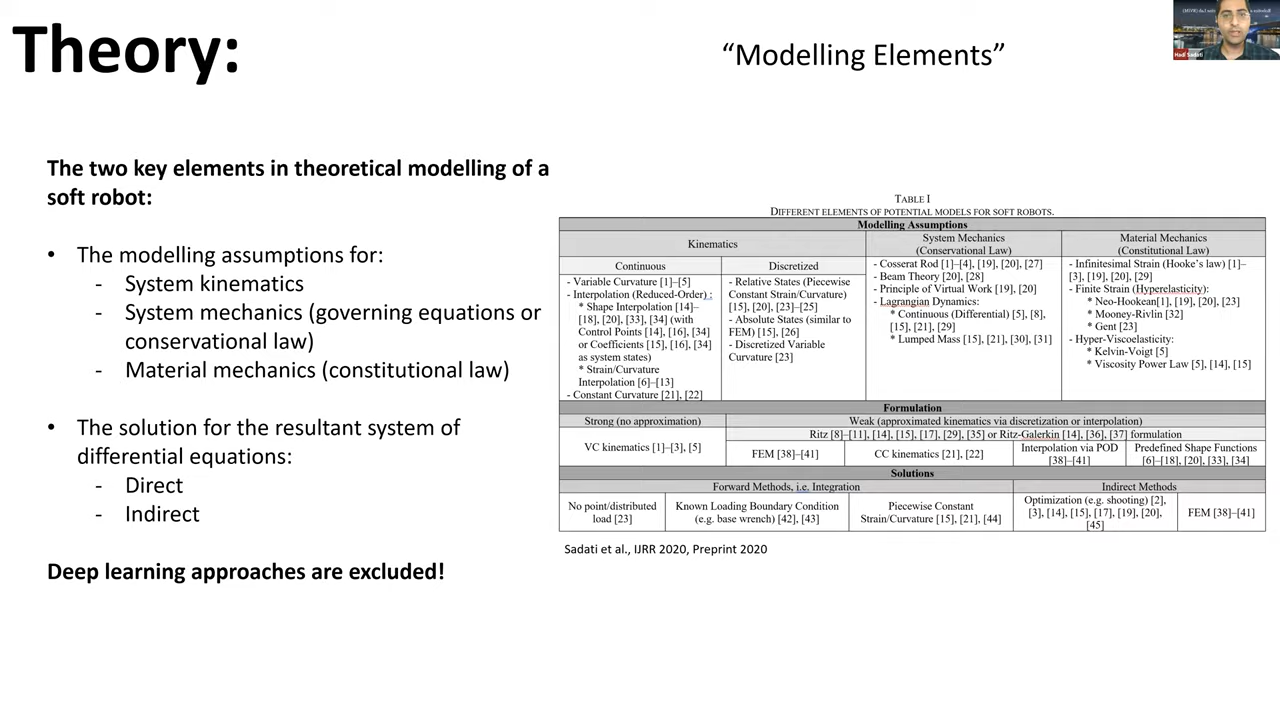 Theory:
“Modelling Elements”
Hadi Sadati
The two key elements in theoretical modelling of a
soft robot:
• The modelling assumptions for:
- System kinematics
- System mechanics (governing equations or
conservational law)
- Material mechanics (constitutional law)
• The solution for the resultant system of
differential equations:
- Direct
- Indirect
Deep learning approaches are excluded!
TABLE I
DIFFERENT ELEMENTS OF POTENTIAL MODELS FOR SOFT ROBOTS.
Modelling Assumptions
Kinematics
System Mechanics
(Conservational Law)
Material Mechanics
(Constitutional Law)
Continuous
Discretized
- Variable Curvature [1]–[5]
- Interpolation (Reduced-Order) :
* Shape Interpolation [14]–
[18], [20], [33], [34] (with
Control Points [14], [16], [34]
or Coefficients [15], [16], [34]
as system states)
* Strain/Curvature
Interpolation [6]–[13]
- Constant Curvature [21], [22]
- Relative States (Piecewise
Constant Strain/Curvature)
[15], [20], [23]–[25]
- Absolute States (similar to
FEM) [15], [26]
- Discretized Variable
Curvature [23]
- Cosserat Rod [1]–[4], [19], [20], [27]
- Beam Theory [20], [28]
- Principle of Virtual Work [19], [20]
- Lagrangian Dynamics:
* Continuous (Differential) [5], [8],
[15], [21], [29]
* Lumped Mass [15], [21], [30], [31]
- Infinitesimal Strain (Hooke’s law) [1]–
[3], [19], [20], [29]
- Finite Strain (Hyperelasticity):
* Neo-Hookean[1], [19], [20], [23]
* Mooney-Rivlin [32]
* Gent [23]
- Hyper-Viscoelasticity:
* Kelvin-Voigt [5]
* Viscosity Power Law [5], [14], [15]
Formulation
Strong (no approximation)
Weak (approximated kinematics via discretization or interpolation)
VC kinematics [1]–[3], [5]
Ritz [8]–[11], [14], [15], [17], [29], [35] or Ritz-Galerkin [14], [36], [37] formulation
FEM [38]–[41]
CC kinematics [21], [22]
Interpolation via POD
[38]–[41]
Predefined Shape Functions
[6]–[18], [20], [33], [34]
Solutions
Forward Methods, i.e. Integration
Indirect Methods
No point/distributed
load [23]
Known Loading Boundary Condition
(e.g. base wrench) [42], [43]
Piecewise Constant
Strain/Curvature [15], [21], [44]
Optimization (e.g. shooting) [2],
[3], [14], [15], [17], [19], [20],
[45]
FEM [38]–[41]
Sadati et al., IJRR 2020, Preprint 2020